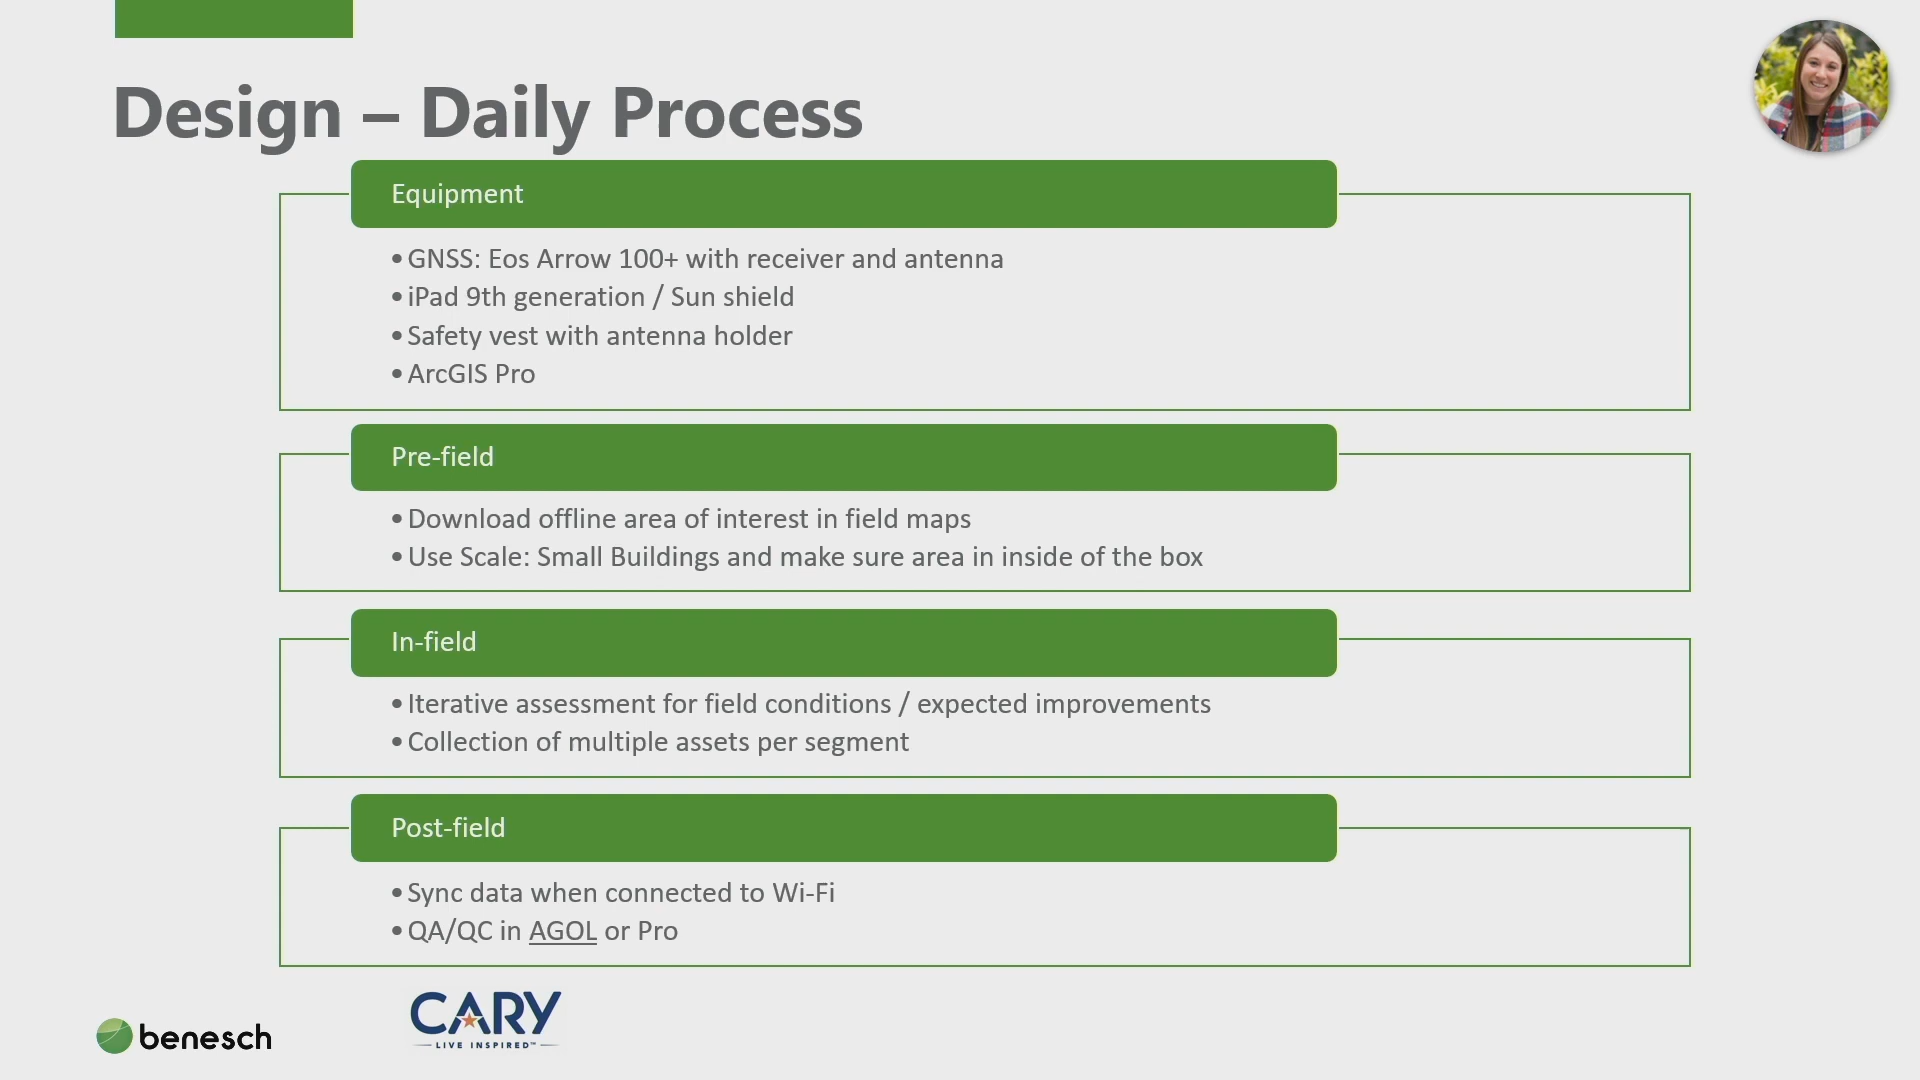 Design – Daily Process
Equipment
•GNSS: Eos Arrow 100+ with receiver and antenna
•iPad 9th generation / Sun shield
•Safety vest with antenna holder
•ArcGIS Pro
Pre-field
•Download offline area of interest in field maps
•Use Scale: Small Buildings and make sure area in inside of the box
In-field
•Iterative assessment for field conditions / expected improvements
•Collection of multiple assets per segment
Post-field
•Sync data when connected to Wi-Fi
•QA/QC in AGOL or Pro
benesch
CARY
LIVE INSPIRED™